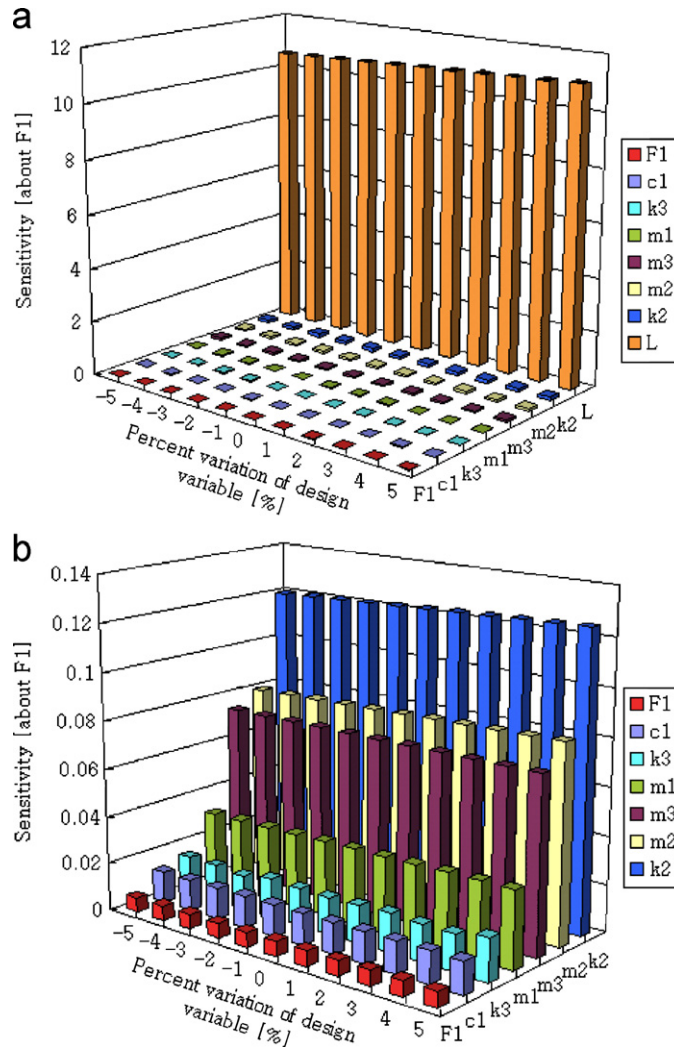 a
12
10
8
6
4
2
0
Sensitivity [about F1]
-5 -4 -3 -2 -1 0 1 2 3 4 5
Percent variation of design
variable [%]
F1 c1 k3 m1 m3 m2 k2 L
F1
c1
k3
m1
m3
m2
k2
L
b
0.14
0.12
0.1
0.08
0.06
0.04
0.02
0
Sensitivity [about F1]
-5 -4 -3 -2 -1 0 1 2 3 4 5
Percent variation of design
variable [%]
F1 c1 k3 m1 m3 m2 k2
F1
c1
k3
m1
m3
m2
k2